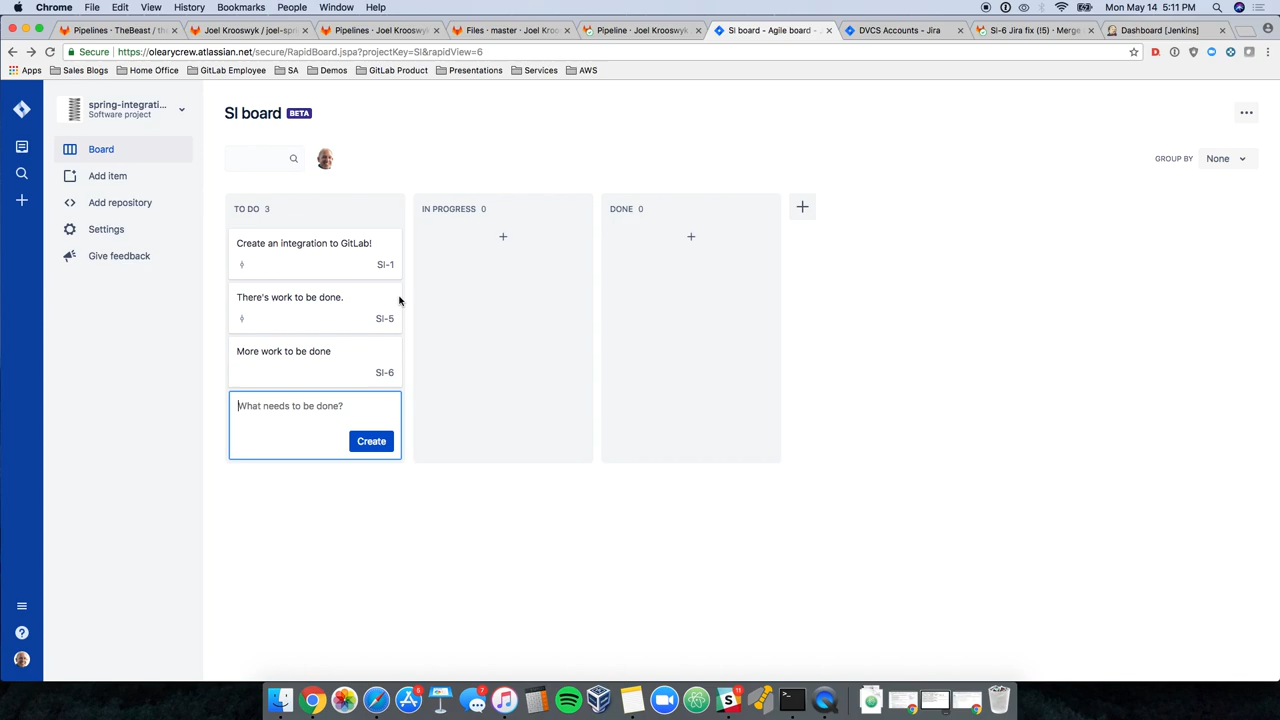 Chrome File Edit View History Bookmarks People Window Help Mon May 14 5:11 PM
Pipelines · TheBeast / th
Joel Krooswyk / joel-spr
Pipelines · Joel Krooswy
Files · master · Joel Kroo
Pipeline · Joel Krooswyk
SI board - Agile board -
DVCS Accounts - Jira
SI-6 Jira fix (!5) · Merge
Dashboard [Jenkins]
Secure https://olearycrew.atlassian.net/secure/RapidBoard.jspa?projectKey=SI&rapidView=6
Apps Sales Blogs Home Office GitLab Employee SA Demos GitLab Product Presentations Services AWS
spring-integrati...
Software project
Board
Add item
Add repository
Settings
Give feedback
SI board BETA
GROUP BY None
TO DO 3
Create an integration to GitLab!
SI-1
There's work to be done.
SI-5
More work to be done
SI-6
What needs to be done?
Create
IN PROGRESS 0
DONE 0